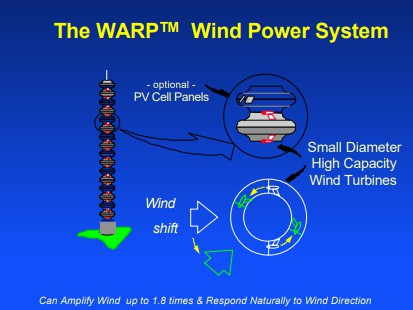 The WARP™ Wind Power System
- optional -
PV Cell Panels
Small Diameter
High Capacity
Wind Turbines
Wind
shift
Can Amplify Wind up to 1.8 times & Respond Naturally to Wind Direction